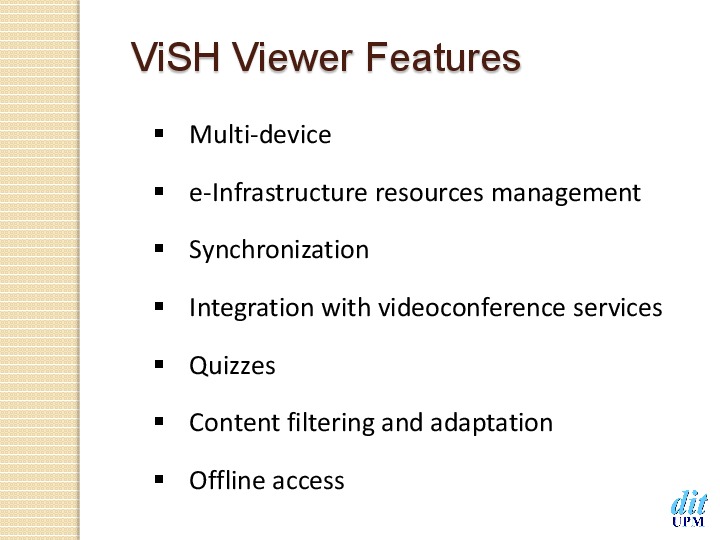 ViSH Viewer Features
▪ Multi-device
▪ e-Infrastructure resources management
▪ Synchronization
▪ Integration with videoconference services
▪ Quizzes
▪ Content filtering and adaptation
▪ Offline access
dit
UPM